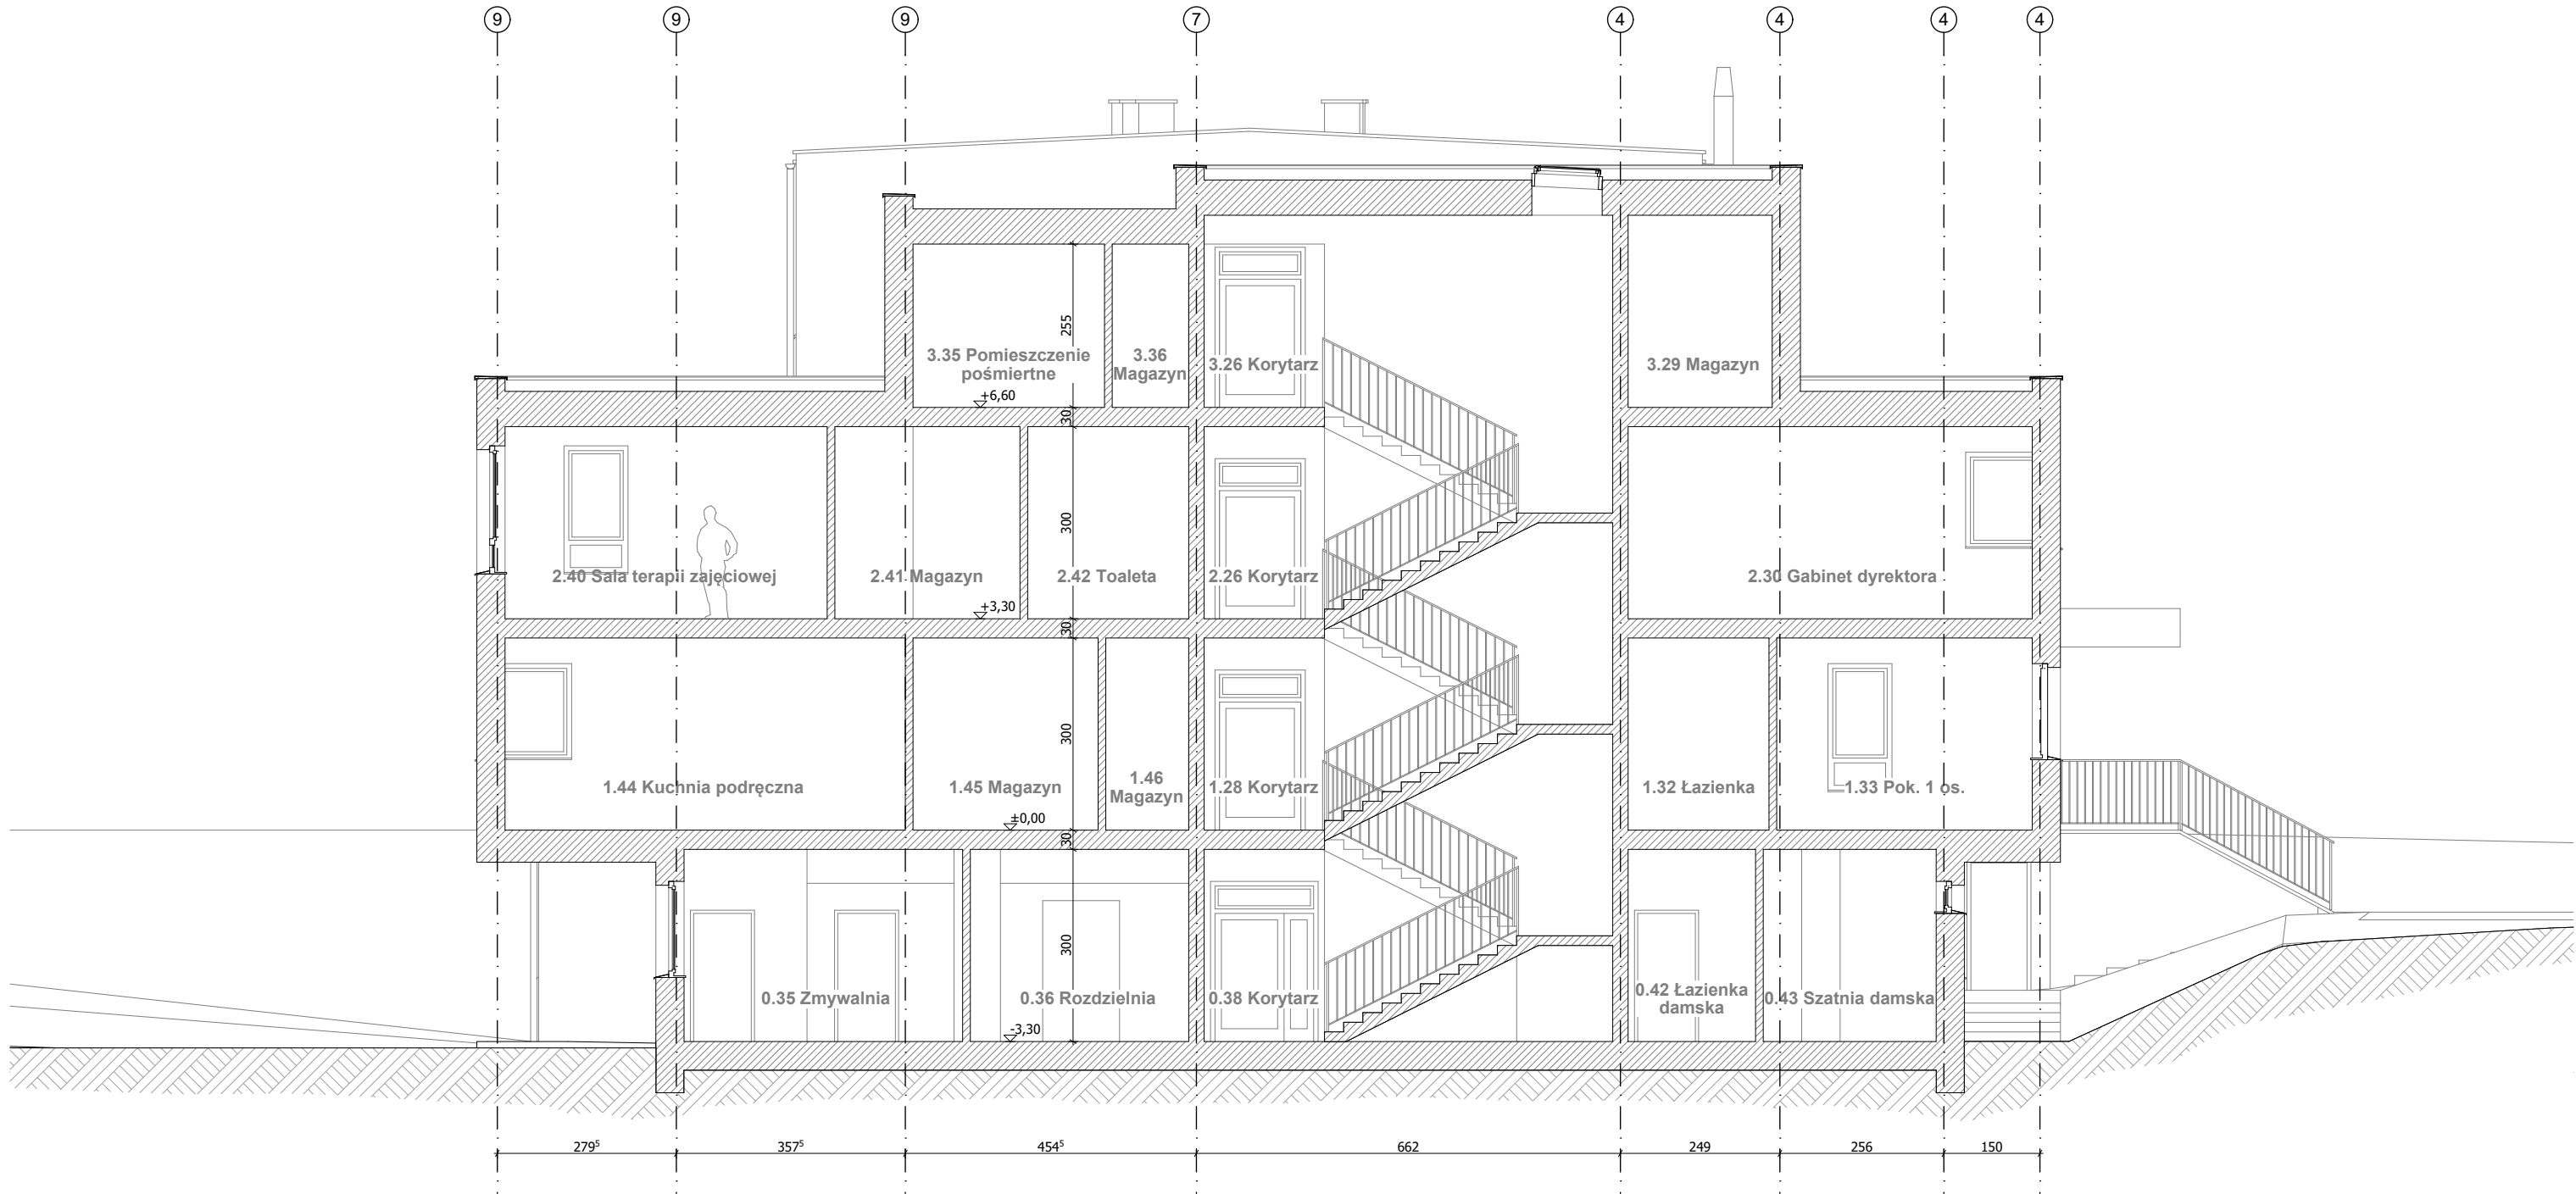 9 9 9 7 4 4 4 4
255
3.35 Pomieszczenie
pośmiertne
3.36
Magazyn
3.26 Korytarz
3.29 Magazyn
+6,60
30
300
2.40 Sala terapii zajęciowej
2.41 Magazyn
2.42 Toaleta
2.26 Korytarz
2.30 Gabinet dyrektora
+3,30
30
300
1.44 Kuchnia podręczna
1.45 Magazyn
1.46
Magazyn
1.28 Korytarz
1.32 Łazienka
1.33 Pok. 1 os.
±0,00
30
300
0.35 Zmywalnia
0.36 Rozdzielnia
0.38 Korytarz
0.42 Łazienka
damska
0.43 Szatnia damska
-3,30
279⁵ 357⁵ 454⁵ 662 249 256 150